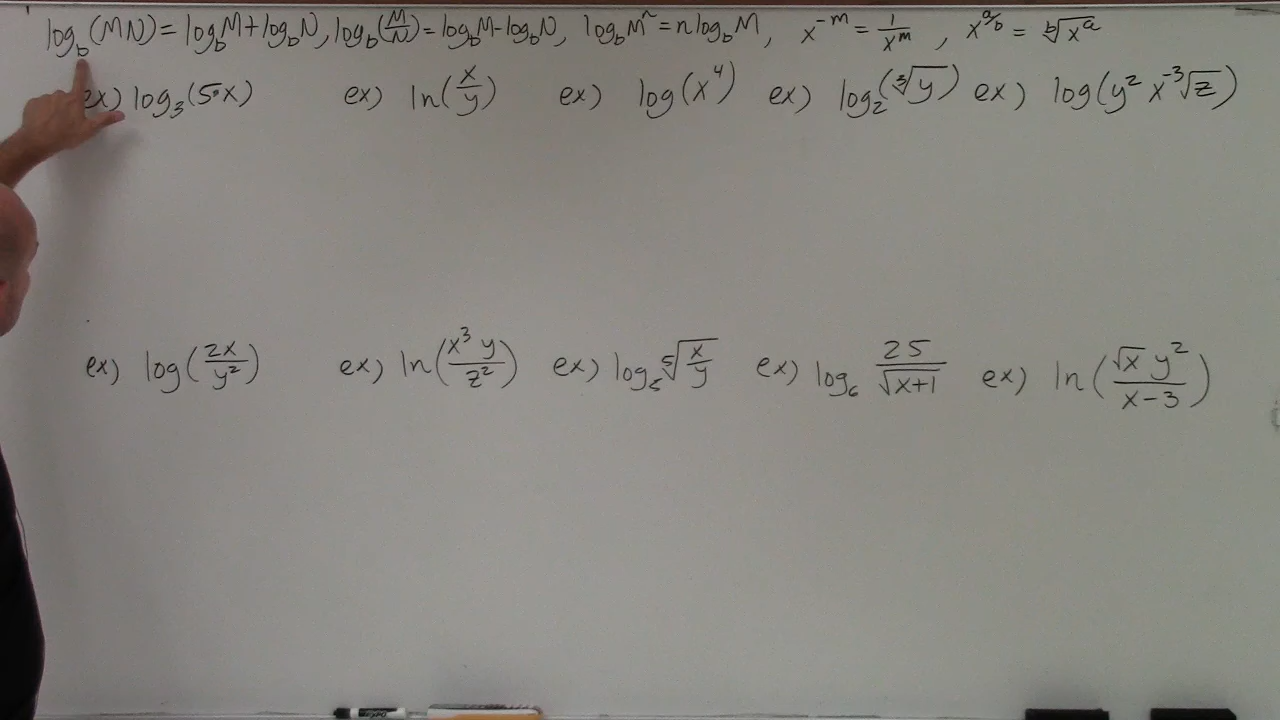 log_b(MN) = log_b M + log_b N, log_b(M/N) = log_b M - log_b N, log_b M^n = n log_b M, x^-m = 1/x^m, x^a/b = ᵇ√x^a
ex) log_3(5•x) ex) ln(x/y) ex) log(x^4) ex) log_2(³√y) ex) log(y^2 x^-3 √z)
ex) log(2x/y^2) ex) ln(x^3 y/z^2) ex) log_5 ⁵√(x/y) ex) log_6 25/√(x+1) ex) ln(√x y^2/(x-3))